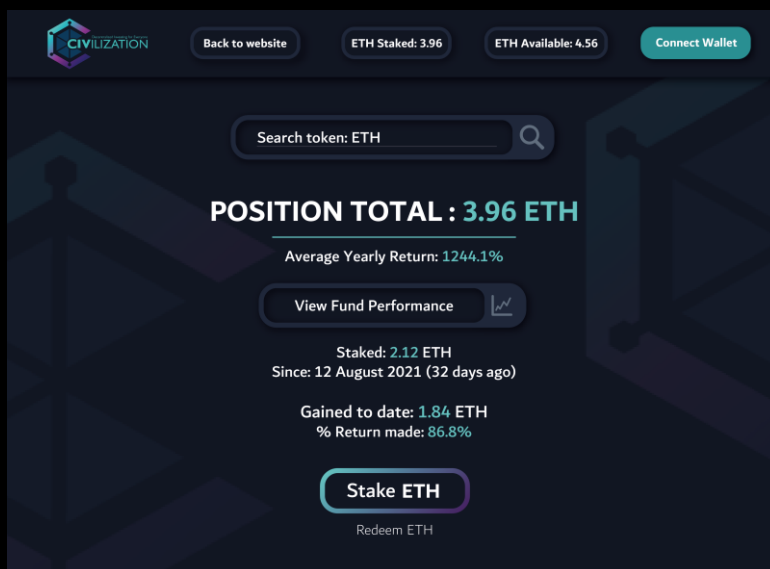 CIVILIZATION
Back to website
ETH Staked: 3.96
ETH Available: 4.56
Connect Wallet
Search token: ETH
POSITION TOTAL : 3.96 ETH
Average Yearly Return: 1244.1%
View Fund Performance
Staked: 2.12 ETH
Since: 12 August 2021 (32 days ago)
Gained to date: 1.84 ETH
% Return made: 86.8%
Stake ETH
Redeem ETH